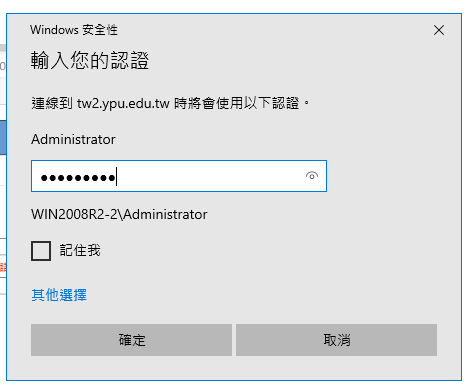 Windows 安全性
輸入您的認證
連線到 tw2.ypu.edu.tw 時將會使用以下認證。
Administrator
●●●●●●●●●
WIN2008R2-2\Administrator
記住我
其他選擇
確定 取消